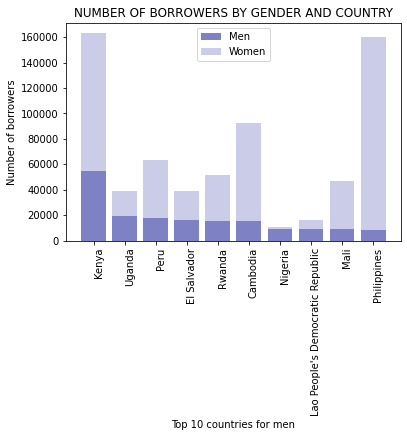 NUMBER OF BORROWERS BY GENDER AND COUNTRY
Men
Women
160000
140000
120000
100000
80000
60000
40000
20000
0
Number of borrowers
Kenya
Uganda
Peru
El Salvador
Rwanda
Cambodia
Nigeria
Lao People's Democratic Republic
Mali
Philippines
Top 10 countries for men